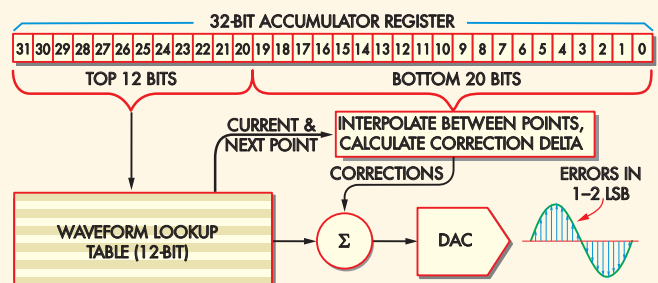 32-BIT ACCUMULATOR REGISTER
31 30 29 28 27 26 25 24 23 22 21 20 19 18 17 16 15 14 13 12 11 10 9 8 7 6 5 4 3 2 1 0
TOP 12 BITS
BOTTOM 20 BITS
CURRENT &
NEXT POINT
INTERPOLATE BETWEEN POINTS,
CALCULATE CORRECTION DELTA
CORRECTIONS
ERRORS IN
1–2 LSB
WAVEFORM LOOKUP
TABLE (12-BIT)
Σ
DAC